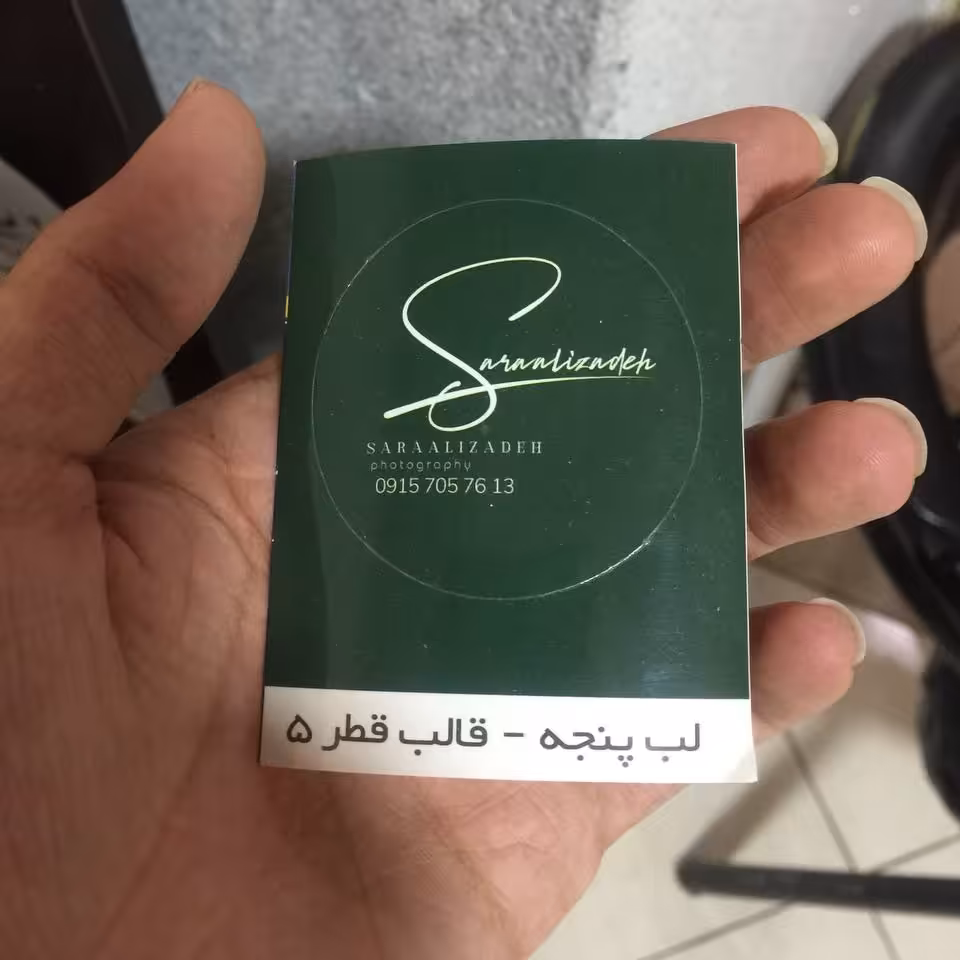 Saraalizadeh
SARAALIZADEH
photography
0915 705 76 13
لب پنجه - قالب قطر ۵